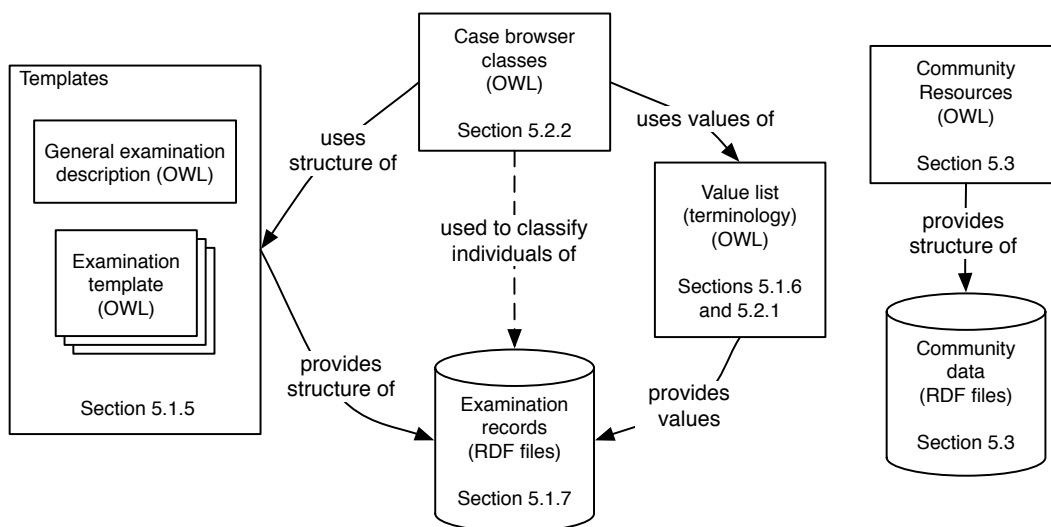 Templates
General examination
description (OWL)
Examination
template
(OWL)
Section 5.1.5
uses
structure of
provides
structure of
Case browser
classes
(OWL)
Section 5.2.2
used to classify
individuals of
Examination
records
(RDF files)
Section 5.1.7
uses values of
Value list
(terminology)
(OWL)
Sections 5.1.6
and 5.2.1
provides
values
Community
Resources
(OWL)
Section 5.3
provides
structure of
Community
data
(RDF files)
Section 5.3